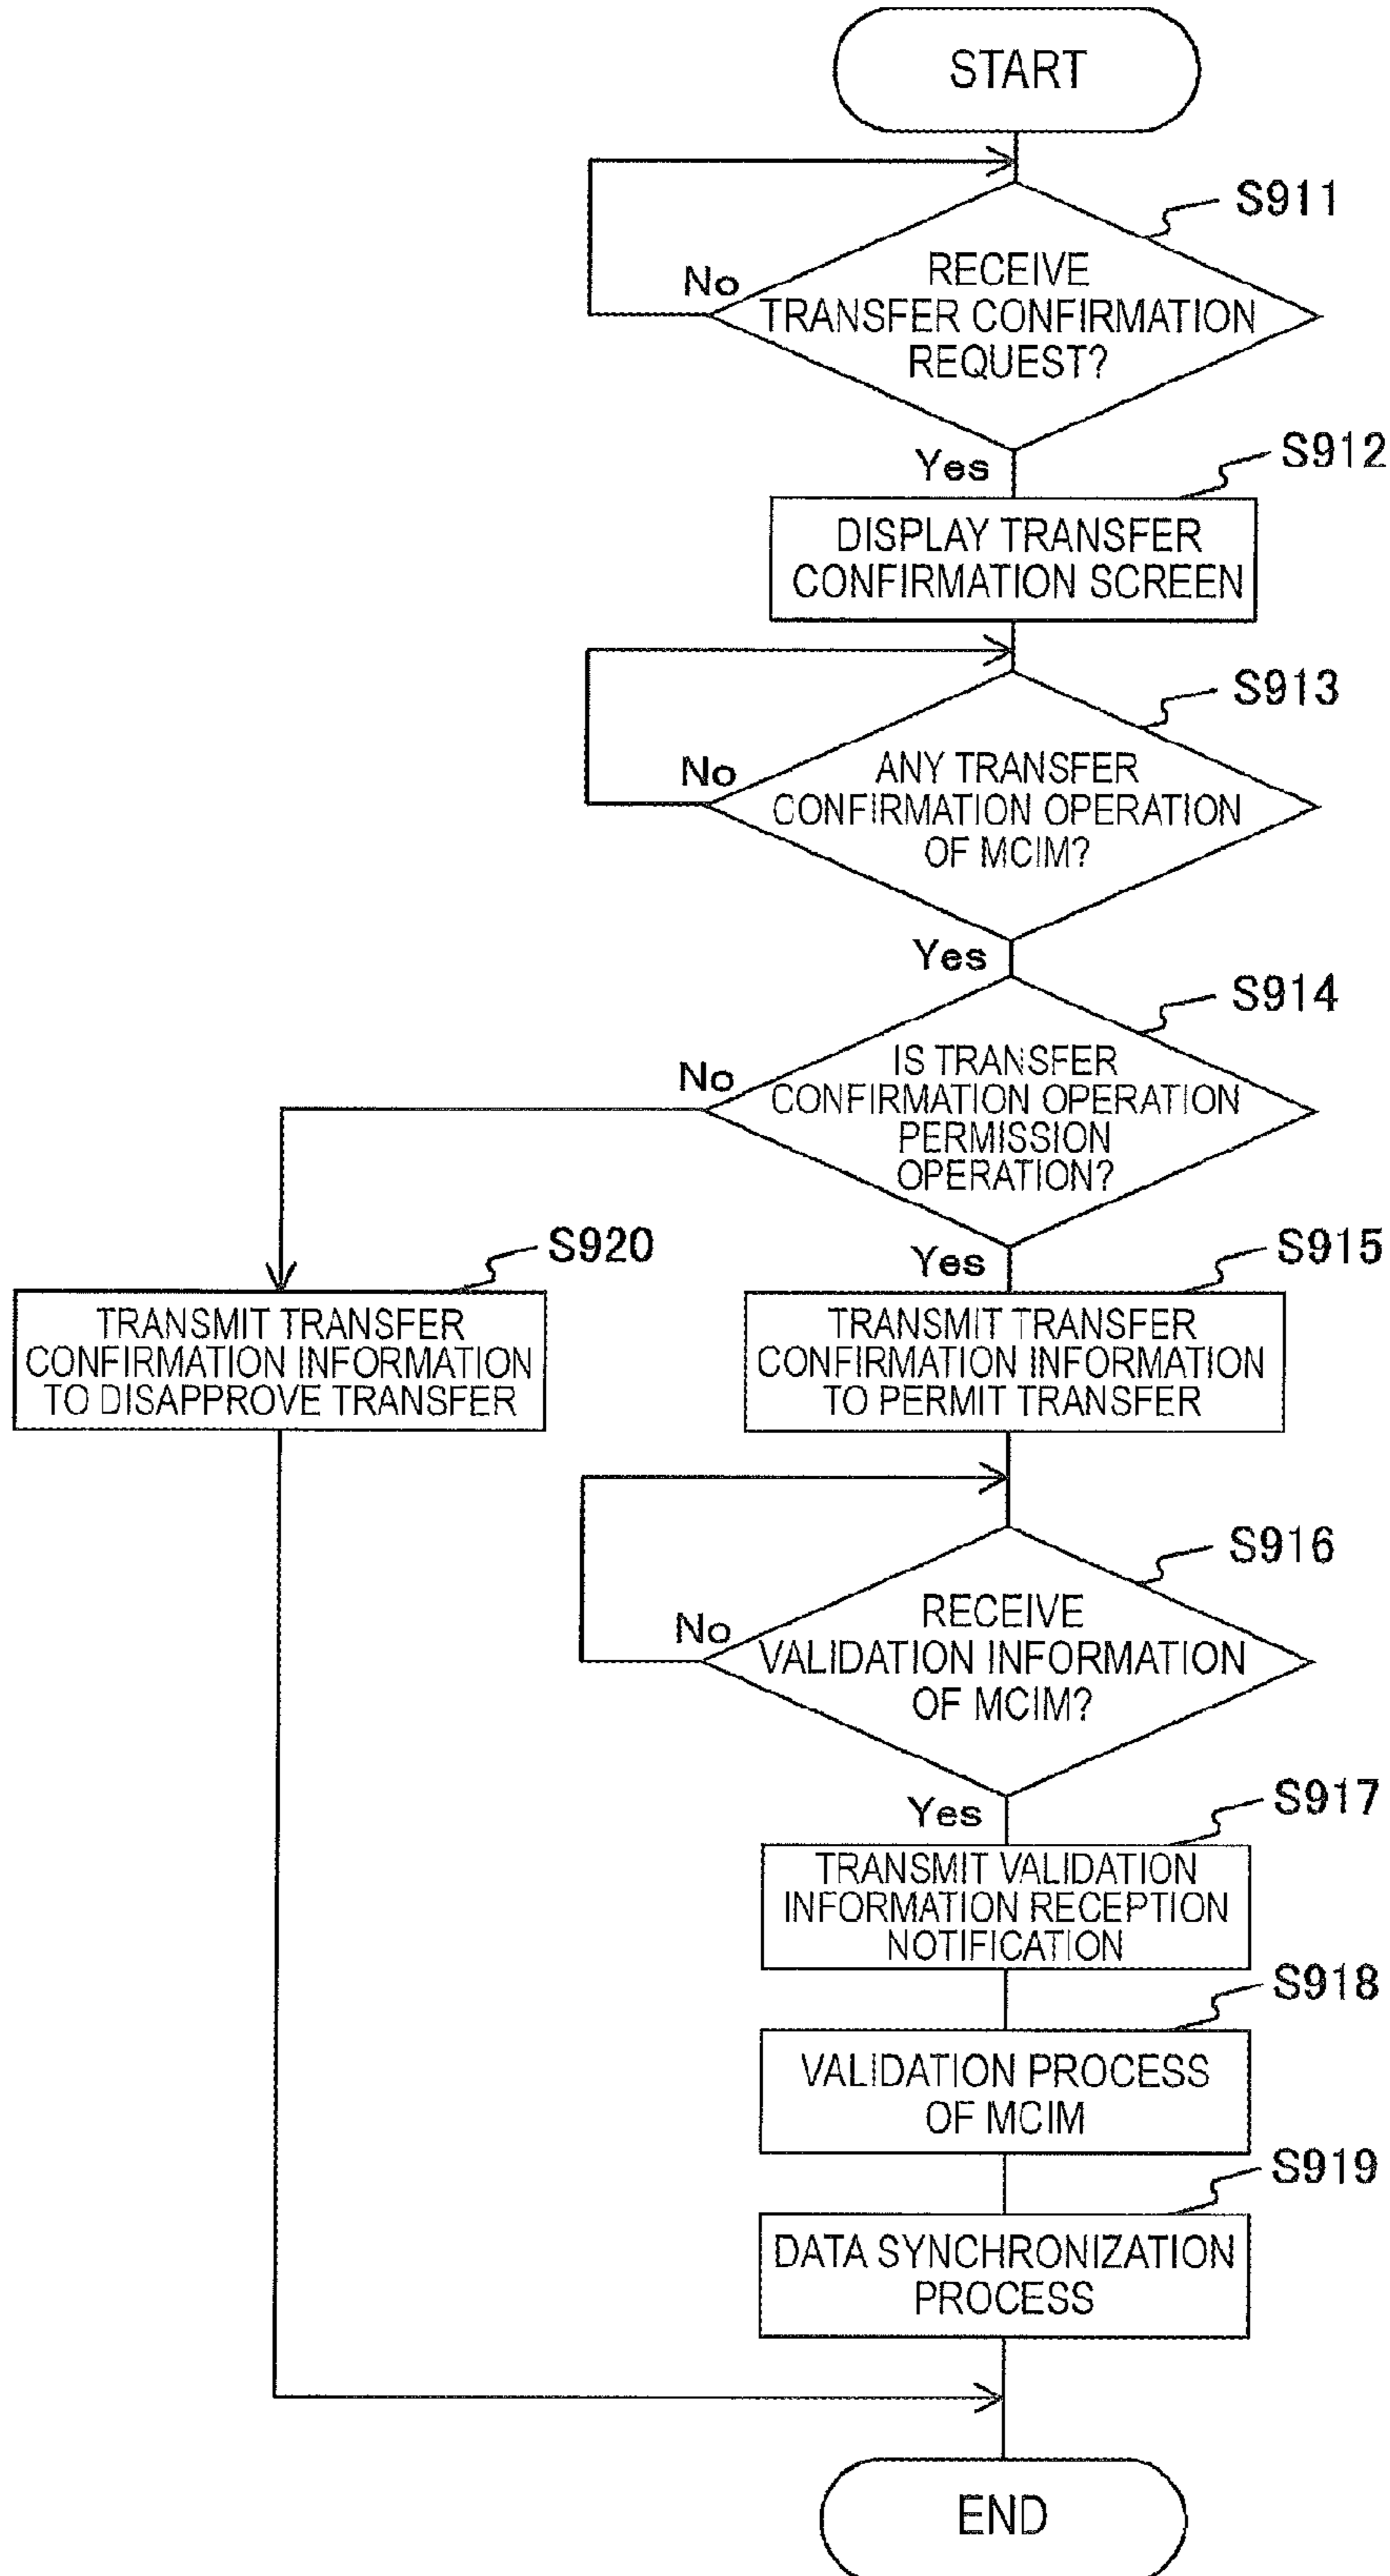 START
S911
No
RECEIVE
TRANSFER CONFIRMATION
REQUEST?
Yes
S912
DISPLAY TRANSFER
CONFIRMATION SCREEN
S913
No
ANY TRANSFER
CONFIRMATION OPERATION
OF MCIM?
Yes
S914
No
IS TRANSFER
CONFIRMATION OPERATION
PERMISSION
OPERATION?
S920
TRANSMIT TRANSFER
CONFIRMATION INFORMATION
TO DISAPPROVE TRANSFER
Yes
S915
TRANSMIT TRANSFER
CONFIRMATION INFORMATION
TO PERMIT TRANSFER
S916
No
RECEIVE
VALIDATION INFORMATION
OF MCIM?
Yes
S917
TRANSMIT VALIDATION
INFORMATION RECEPTION
NOTIFICATION
S918
VALIDATION PROCESS
OF MCIM
S919
DATA SYNCHRONIZATION
PROCESS
END